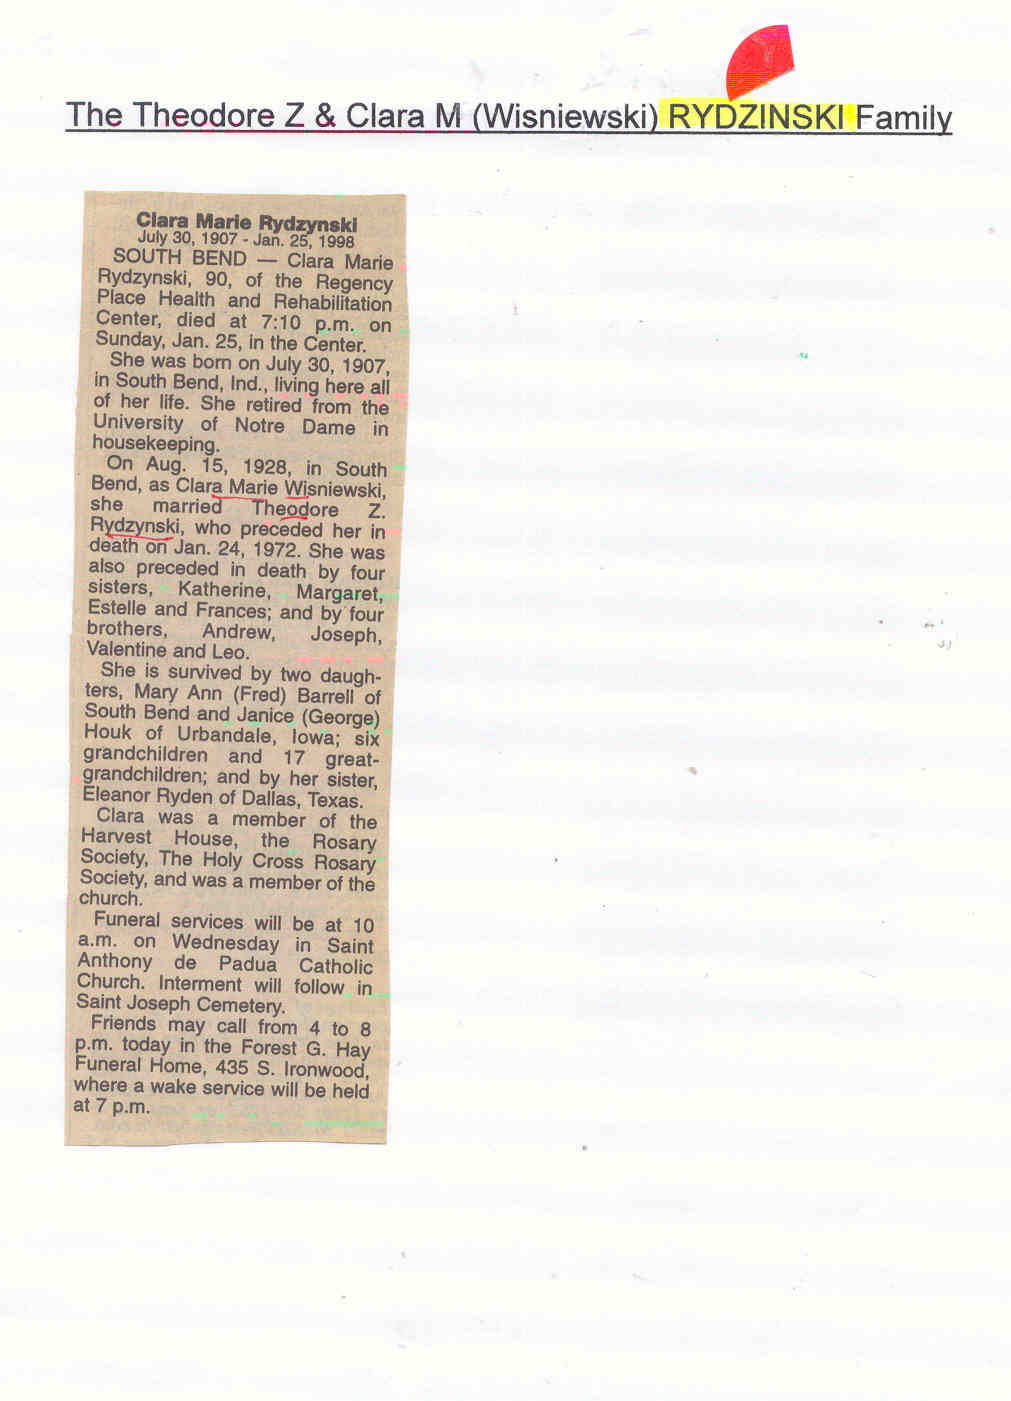 The Theodore Z & Clara M (Wisniewski) RYDZINSKI Family
Clara Marie Rydzynski
July 30, 1907 - Jan. 25, 1998
SOUTH BEND — Clara Marie
Rydzynski, 90, of the Regency
Place Health and Rehabilitation
Center, died at 7:10 p.m. on
Sunday, Jan. 25, in the Center.
She was born on July 30, 1907,
in South Bend, Ind., living here all
of her life. She retired from the
University of Notre Dame in
housekeeping.
On Aug. 15, 1928, in South
Bend, as Clara Marie Wisniewski,
she married Theodore Z.
Rydzynski, who preceded her in
death on Jan. 24, 1972. She was
also preceded in death by four
sisters, Katherine, Margaret,
Estelle and Frances; and by four
brothers, Andrew, Joseph,
Valentine and Leo.
She is survived by two daugh-
ters, Mary Ann (Fred) Barrell of
South Bend and Janice (George)
Houk of Urbandale, Iowa; six
grandchildren and 17 great-
grandchildren; and by her sister,
Eleanor Ryden of Dallas, Texas.
Clara was a member of the
Harvest House, the Rosary
Society, The Holy Cross Rosary
Society, and was a member of the
church.
Funeral services will be at 10
a.m. on Wednesday in Saint
Anthony de Padua Catholic
Church. Interment will follow in
Saint Joseph Cemetery.
Friends may call from 4 to 8
p.m. today in the Forest G. Hay
Funeral Home, 435 S. Ironwood,
where a wake service will be held
at 7 p.m.